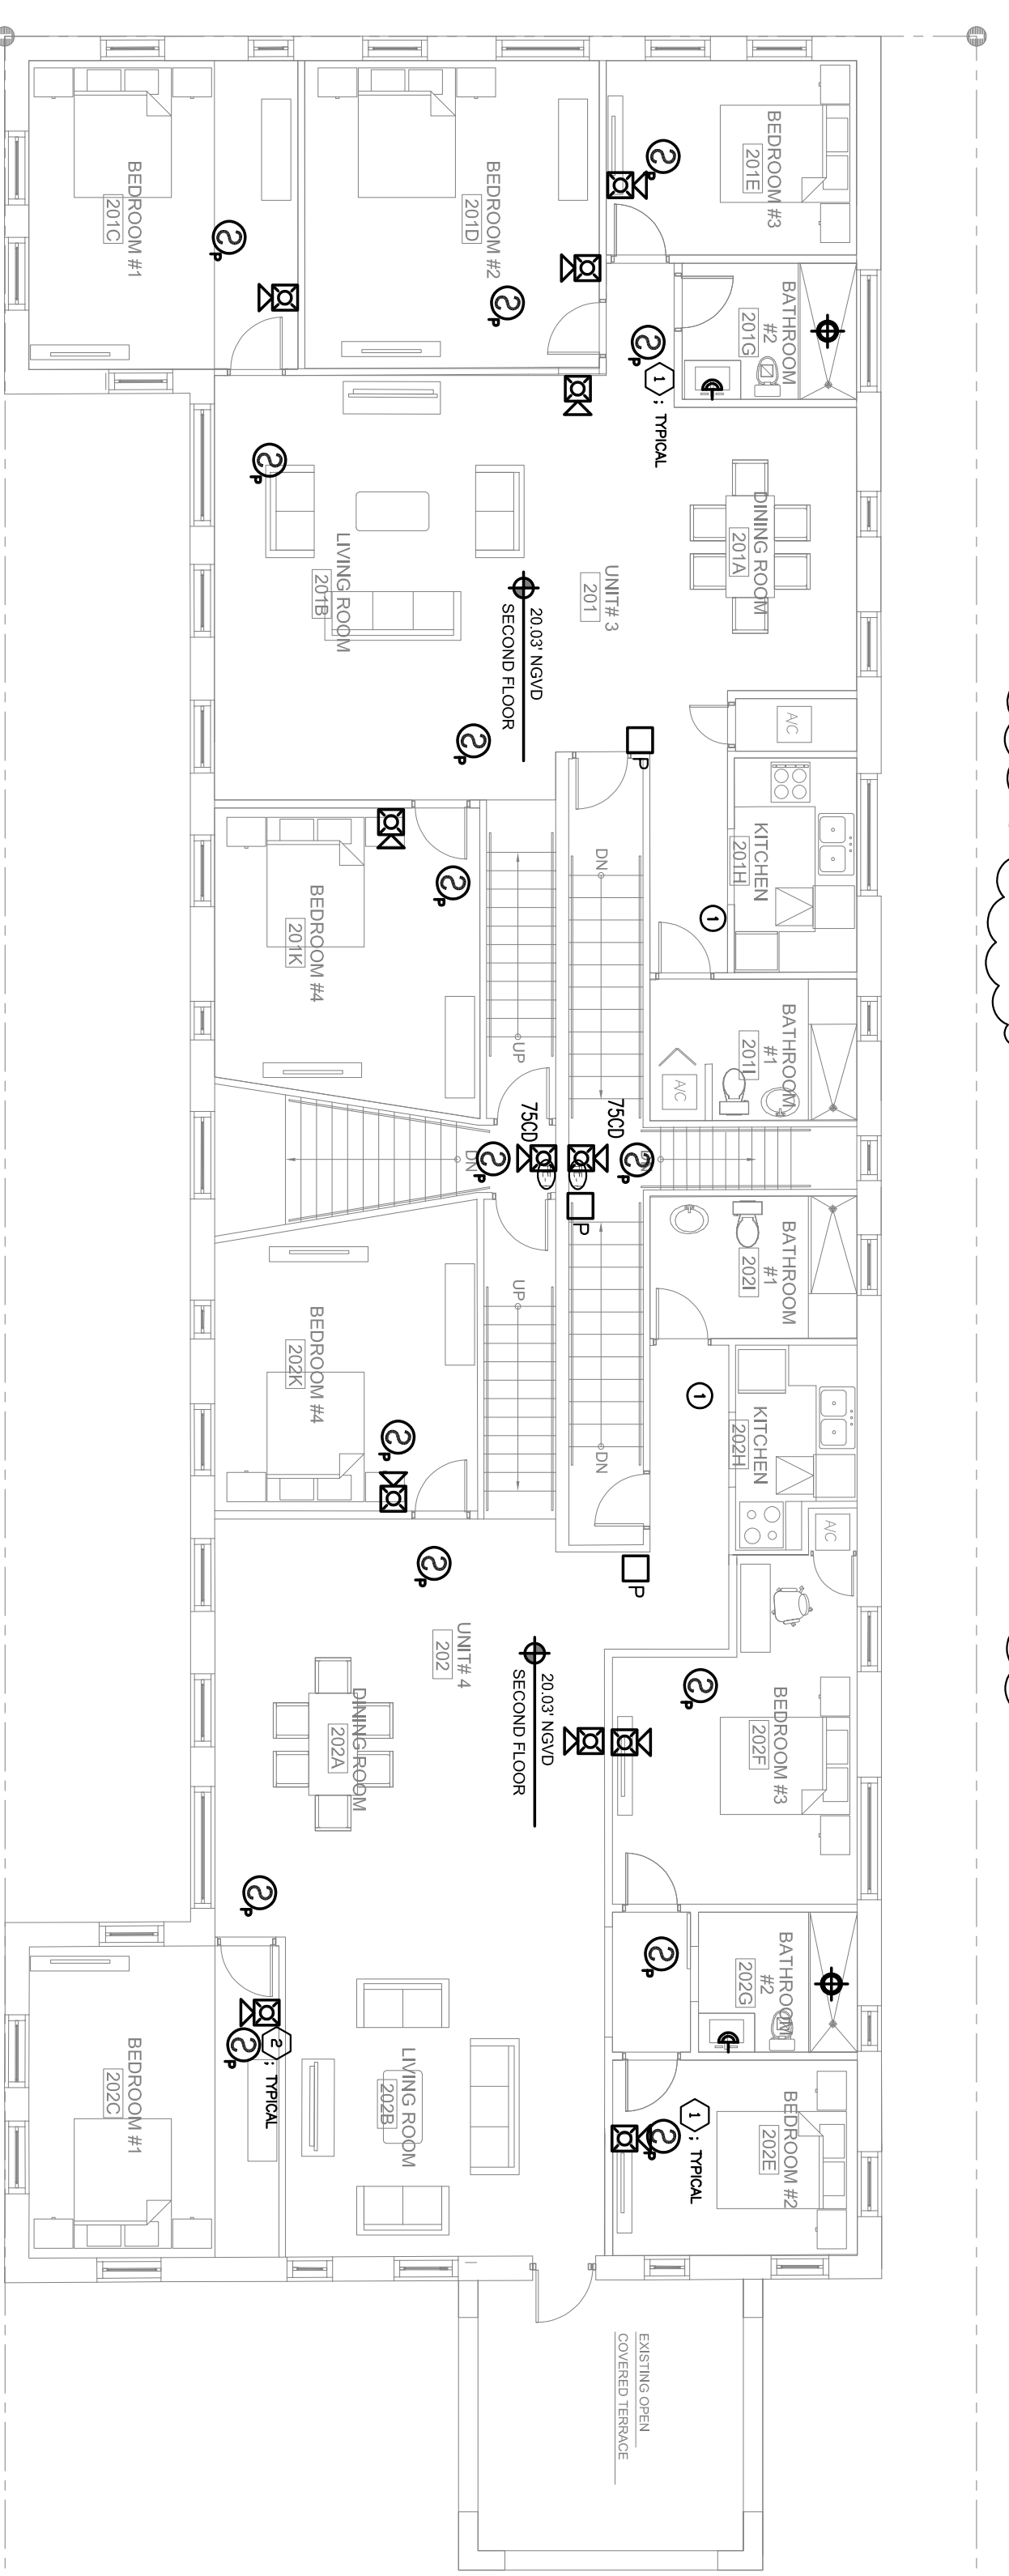 BEDROOM #1
201C
BEDROOM #2
201D
BEDROOM #3
201E
BATHROOM
#2
201G
P
P
P
P
1
; TYPICAL
P
DINING ROOM
201A
LIVING ROOM
201B
UNIT# 3
201
20.03' NGVD
SECOND FLOOR
P
P
A/C
KITCHEN
201H
1
DN
UP
BEDROOM #4
201K
P
BATHROOM
#1
201I
A/C
75CD
75CD
DN
DN
P
P
P
BATHROOM
#1
202I
UP
DN
BEDROOM #4
202K
P
KITCHEN
202H
1
A/C
P
P
UNIT# 4
202
20.03' NGVD
SECOND FLOOR
DINING ROOM
202A
BEDROOM #3
202F
P
P
P
BATHROOM
#2
202G
LIVING ROOM
202B
2
; TYPICAL
P
BEDROOM #1
202C
BEDROOM #2
202E
1
; TYPICAL
P
EXISTING OPEN
COVERED TERRACE